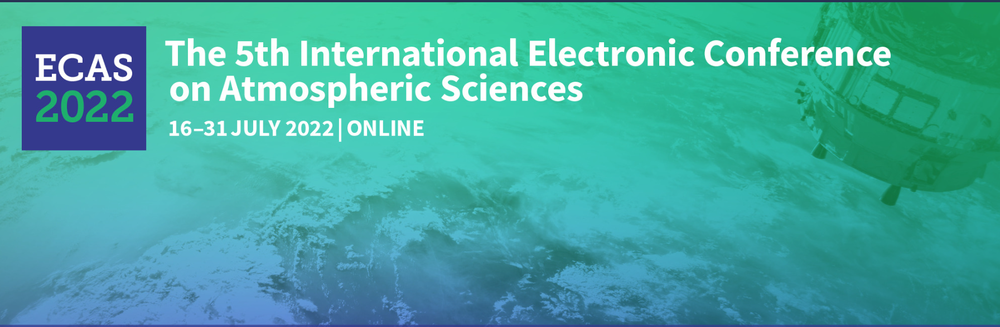 ECAS
2022
The 5th International Electronic Conference
on Atmospheric Sciences
16–31 JULY 2022 | ONLINE